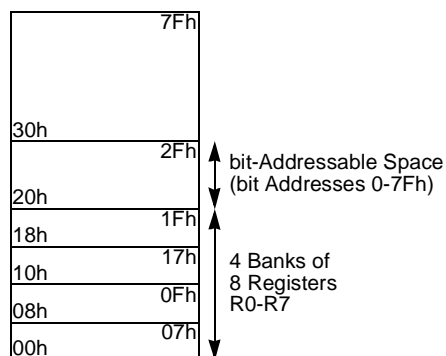 7Fh
30h
2Fh
bit-Addressable Space
(bit Addresses 0-7Fh)
20h
1Fh
18h
17h
4 Banks of
8 Registers
R0-R7
10h
0Fh
08h
07h
00h